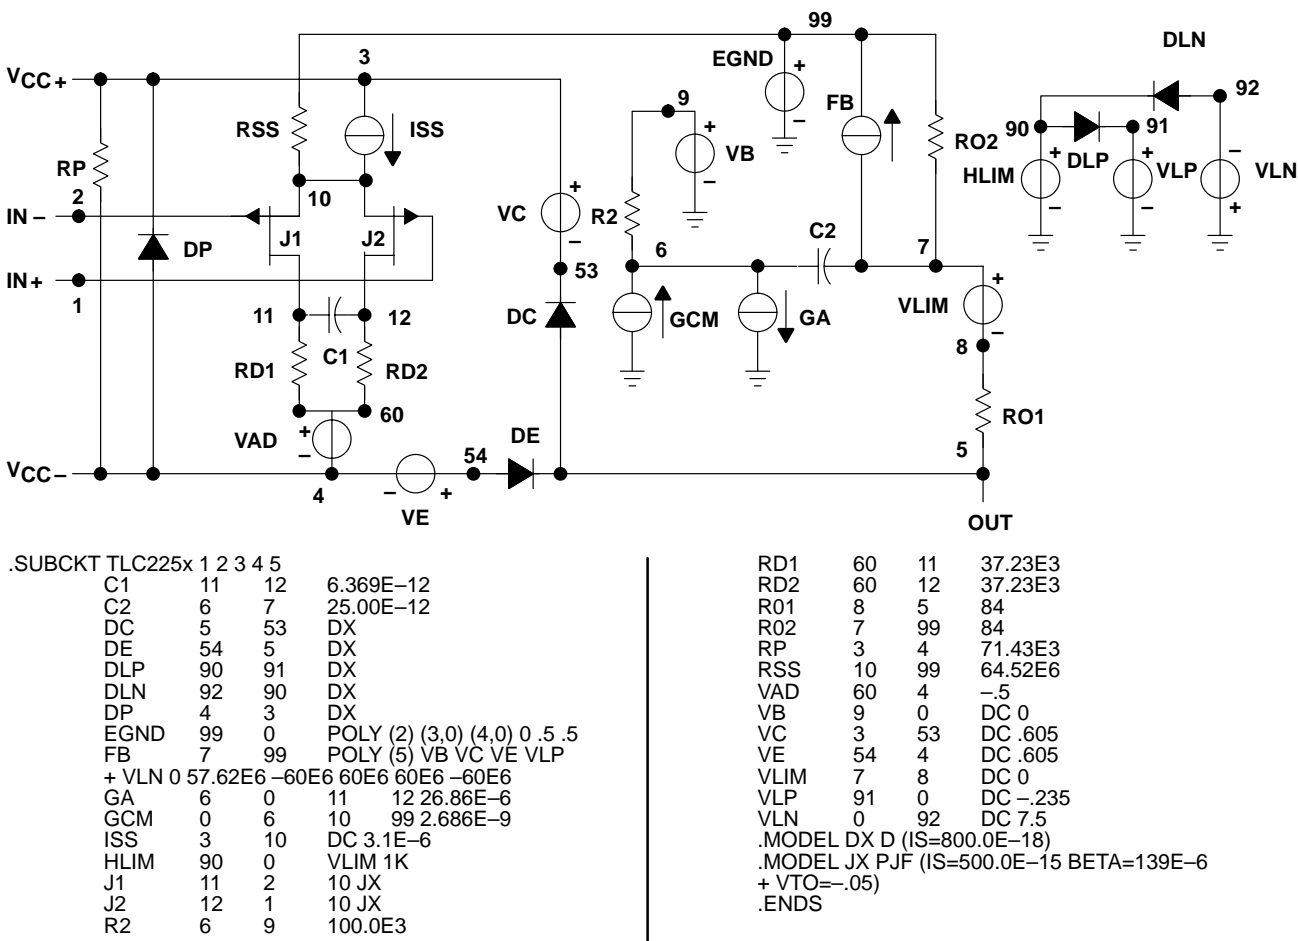 99
DLN
3
EGND
+
VCC+
92
9
FB
RSS
ISS
+
90
91
−
VB
RO2
RP
−
DLP
+
+
−
2
10
+
HLIM
VLP
VLN
IN −
VC
R2
−
−
+
J1
J2
−
C2
DP
6
7
IN+
53
+
1
GCM
GA
VLIM
DC
11
12
−
C1
8
RD1
RD2
60
RO1
VAD
+
DE
−
54
5
VCC−
4
−
+
VE
OUT
.SUBCKT TLC225x 1 2 3 4 5
C1 11 12 6.369E−12
C2 6 7 25.00E−12
DC 5 53 DX
DE 54 5 DX
DLP 90 91 DX
DLN 92 90 DX
DP 4 3 DX
EGND 99 0 POLY (2) (3,0) (4,0) 0 .5 .5
FB 7 99 POLY (5) VB VC VE VLP
+ VLN 0 57.62E6 −60E6 60E6 60E6 −60E6
GA 6 0 11 12 26.86E−6
GCM 0 6 10 99 2.686E−9
ISS 3 10 DC 3.1E−6
HLIM 90 0 VLIM 1K
J1 11 2 10 JX
J2 12 1 10 JX
R2 6 9 100.0E3
RD1 60 11 37.23E3
RD2 60 12 37.23E3
R01 8 5 84
R02 7 99 84
RP 3 4 71.43E3
RSS 10 99 64.52E6
VAD 60 4 −.5
VB 9 0 DC 0
VC 3 53 DC .605
VE 54 4 DC .605
VLIM 7 8 DC 0
VLP 91 0 DC −.235
VLN 0 92 DC 7.5
.MODEL DX D (IS=800.0E−18)
.MODEL JX PJF (IS=500.0E−15 BETA=139E−6
+ VTO=−.05)
.ENDS